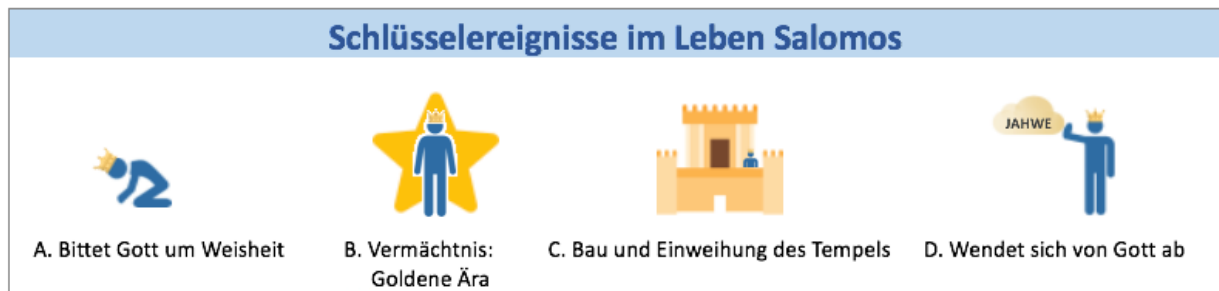 Schlüsselereignisse im Leben Salomos
JAHWE
A. Bittet Gott um Weisheit
B. Vermächtnis:
Goldene Ära
C. Bau und Einweihung des Tempels
D. Wendet sich von Gott ab